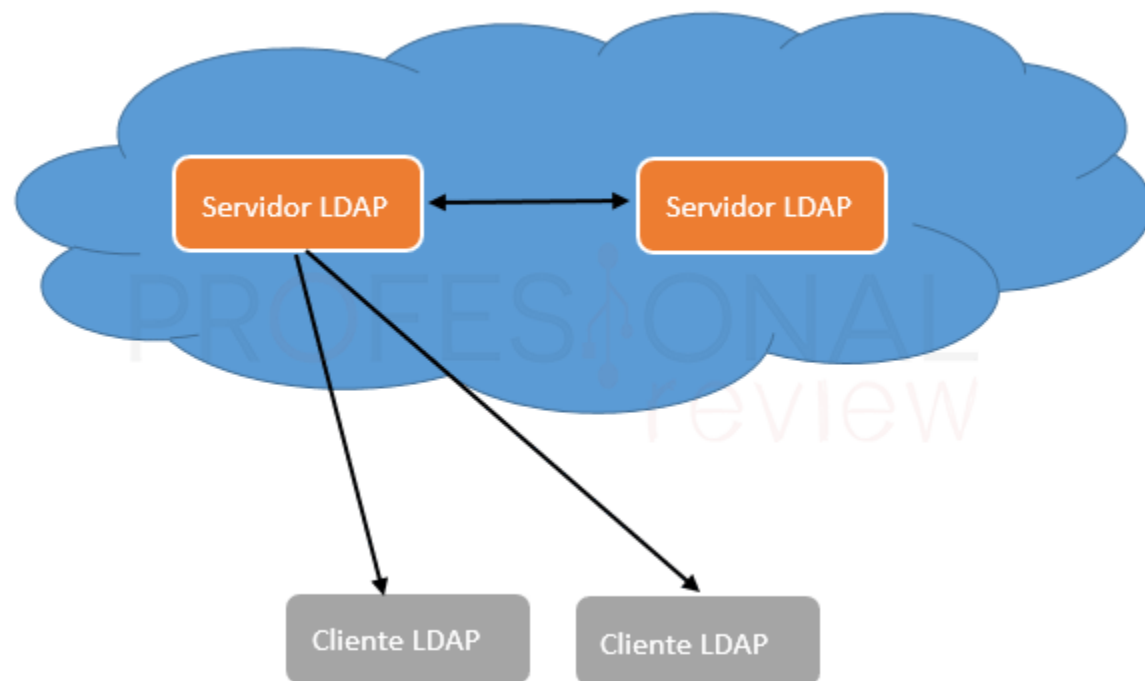 Servidor LDAP
Servidor LDAP
PROFESIONAL
review
Cliente LDAP
Cliente LDAP